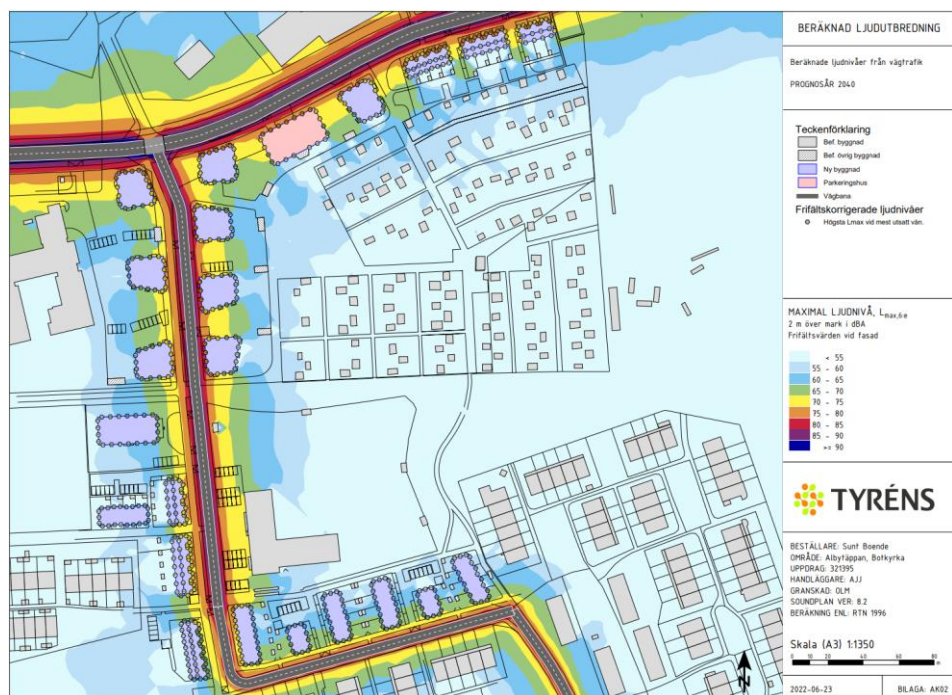 BERÄKNAD LJUDUTBREDNING
Beräknade ljudnivåer från vägtrafik
PROGNOSÅR 2040
Teckenförklaring
Bef. byggnad
Bef. övrig byggnad
Ny byggnad
Parkeringshus
Vägbana
Frifältskorrigerade ljudnivåer
Högsta Lmax vid mest utsatt vån.
MAXIMAL LJUDNIVÅ, Lmax,6e
2 m över mark i dBA
Frifältsvärden vid fasad
< 55
55 - 60
60 - 65
65 - 70
70 - 75
75 - 80
80 - 85
85 - 90
>= 90
TYRÉNS
BESTÄLLARE: Sunt Boende
OMRÅDE: Albytäppan, Botkyrka
UPPDRAG: 321395
HANDLÄGGARE: AJJ
GRANSKAD: OLM
SOUNDPLAN VER: 8.2
BERÄKNING ENL: RTN 1996
Skala (A3) 1:1350
0 10 20 40 60 80
m
N
2022-06-23 BILAGA: AK02